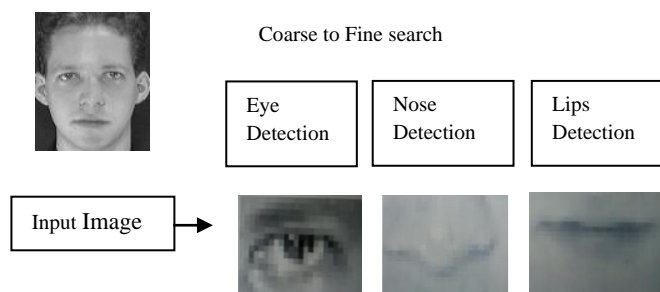 Coarse to Fine search
Eye
Detection
Nose
Detection
Lips
Detection
Input Image